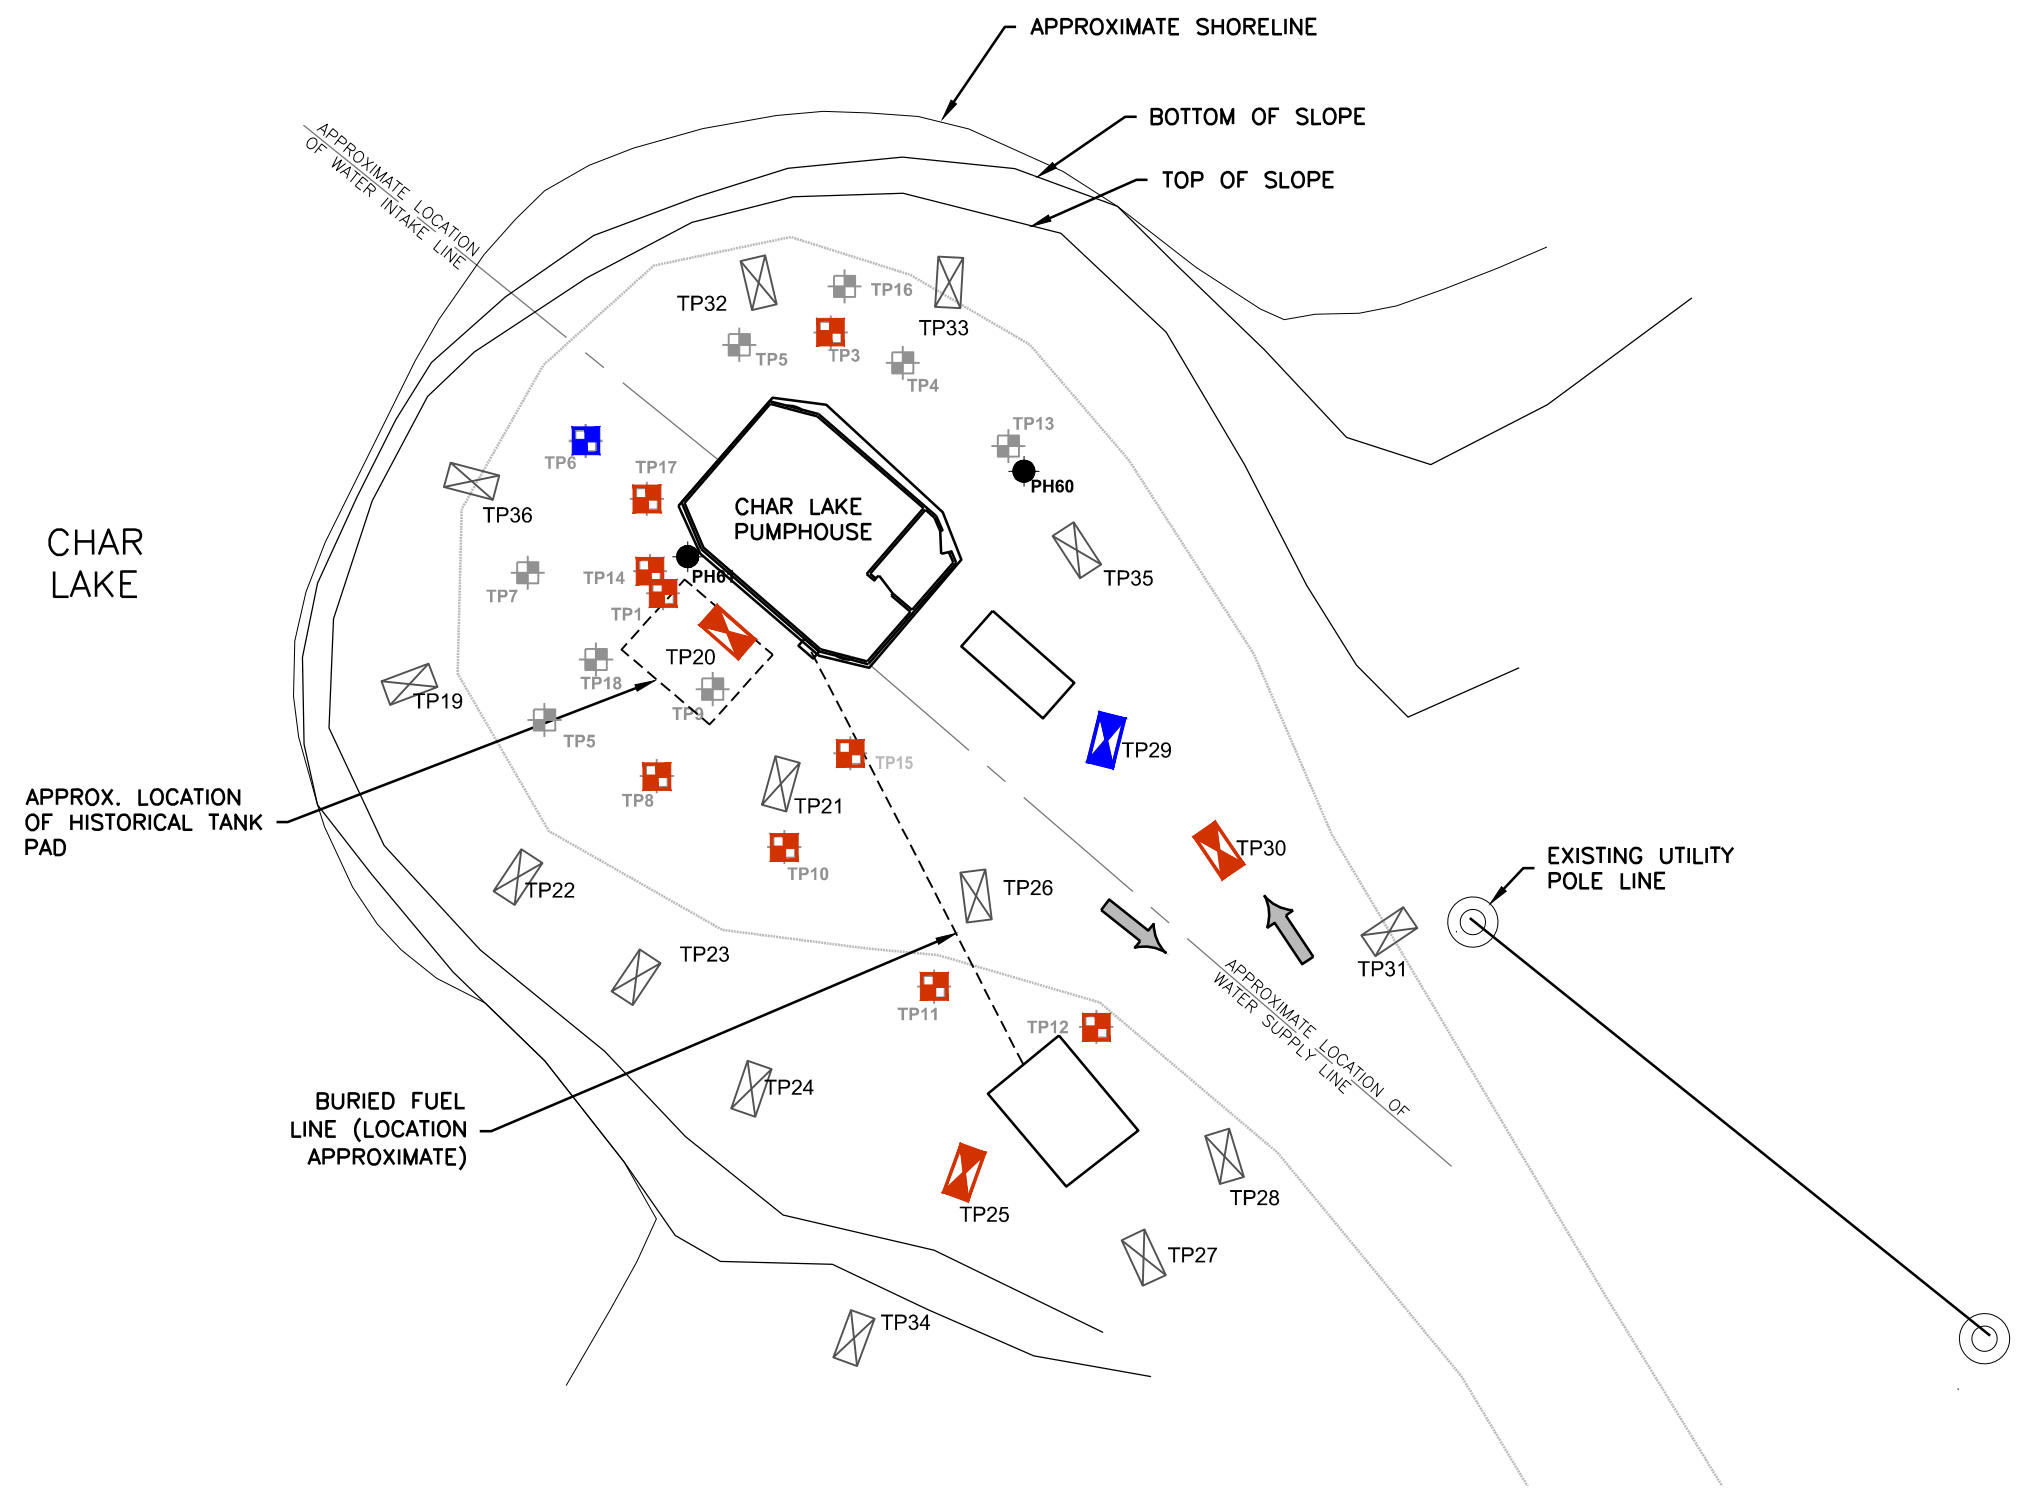 APPROXIMATE SHORELINE
BOTTOM OF SLOPE
TOP OF SLOPE
APPROXIMATE LOCATION
OF WATER INTAKE LINE
TP32
TP16
TP33
TP5
TP3
TP4
TP13
PH60
TP6
TP17
TP36
CHAR LAKE
PUMPHOUSE
CHAR
LAKE
TP7
TP14
PH61
TP1
TP35
TP20
TP18
TP19
TP9
TP5
TP29
TP15
TP8
TP21
APPROX. LOCATION
OF HISTORICAL TANK
PAD
TP10
TP30
EXISTING UTILITY
POLE LINE
TP22
TP26
TP23
TP31
TP11
TP12
APPROXIMATE LOCATION OF
WATER SUPPLY LINE
TP24
BURIED FUEL
LINE (LOCATION
APPROXIMATE)
TP25
TP28
TP27
TP34